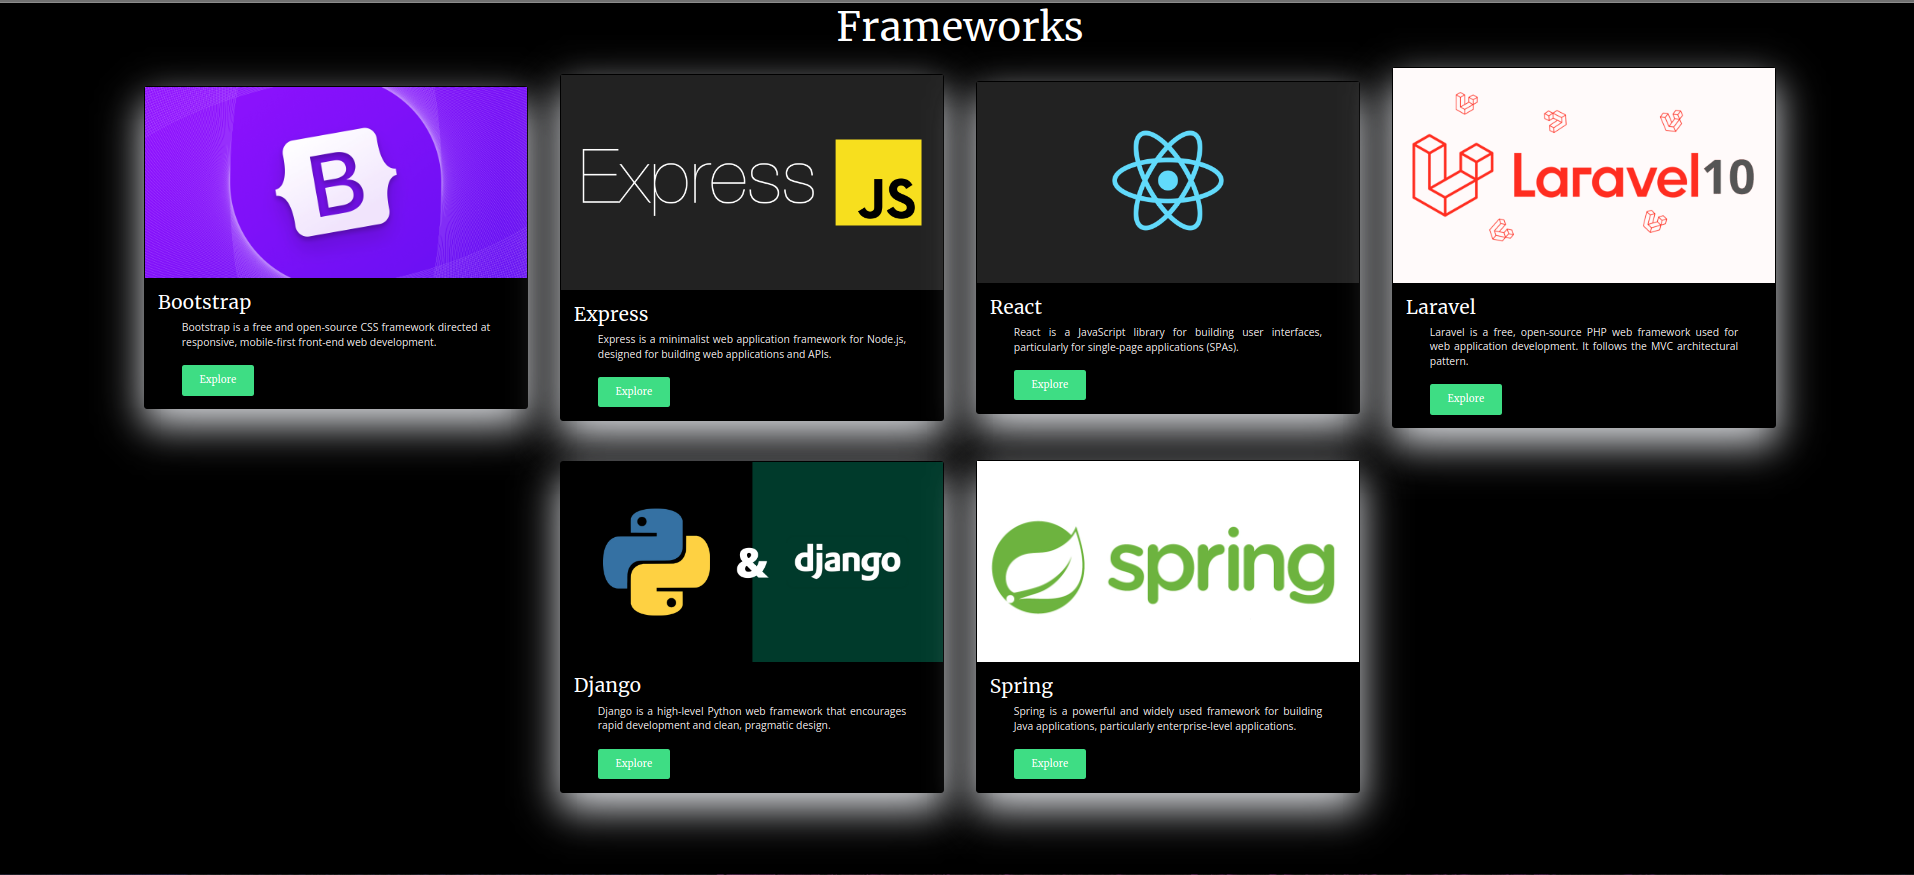 Frameworks
B
Bootstrap
Bootstrap is a free and open-source CSS framework directed at
responsive, mobile-first front-end web development.
Explore
Express JS
Express
Express is a minimalist web application framework for Node.js,
designed for building web applications and APIs.
Explore
React
React is a JavaScript library for building user interfaces,
particularly for single-page applications (SPAs).
Explore
Laravel10
Laravel
Laravel is a free, open-source PHP web framework used for
web application development. It follows the MVC architectural
pattern.
Explore
& django
Django
Django is a high-level Python web framework that encourages
rapid development and clean, pragmatic design.
Explore
spring
Spring
Spring is a powerful and widely used framework for building
Java applications, particularly enterprise-level applications.
Explore